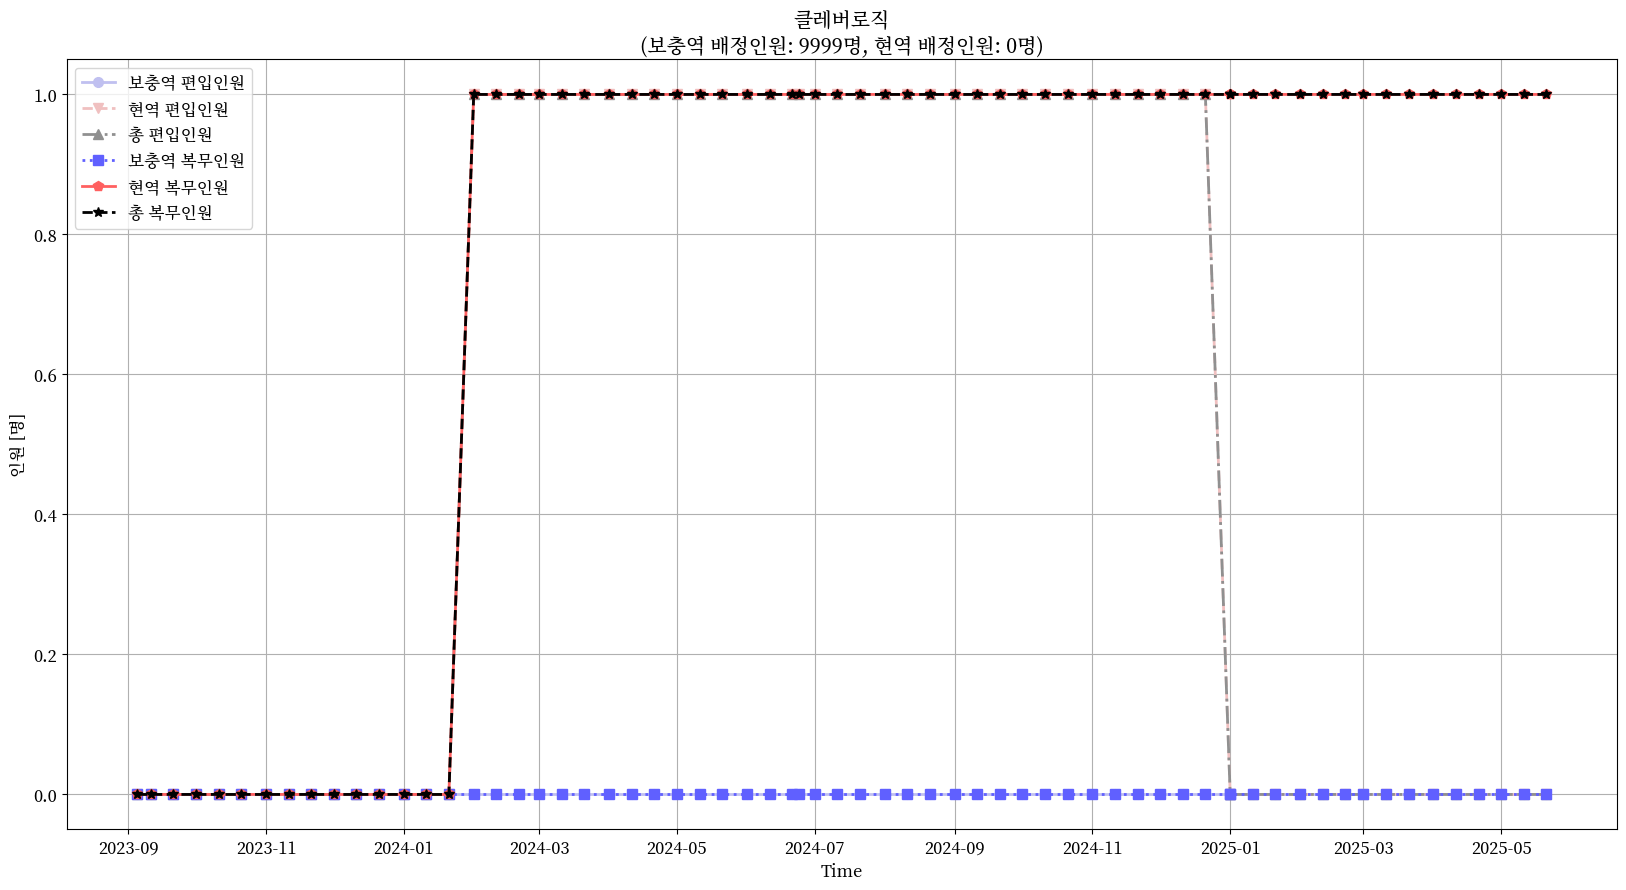 클레버로직
(보충역 배정인원: 9999명, 현역 배정인원: 0명)
보충역 편입인원
현역 편입인원
총 편입인원
보충역 복무인원
현역 복무인원
총 복무인원
1.0
0.8
0.6
0.4
0.2
0.0
인원 [명]
2023-09 2023-11 2024-01 2024-03 2024-05 2024-07 2024-09 2024-11 2025-01 2025-03 2025-05
Time